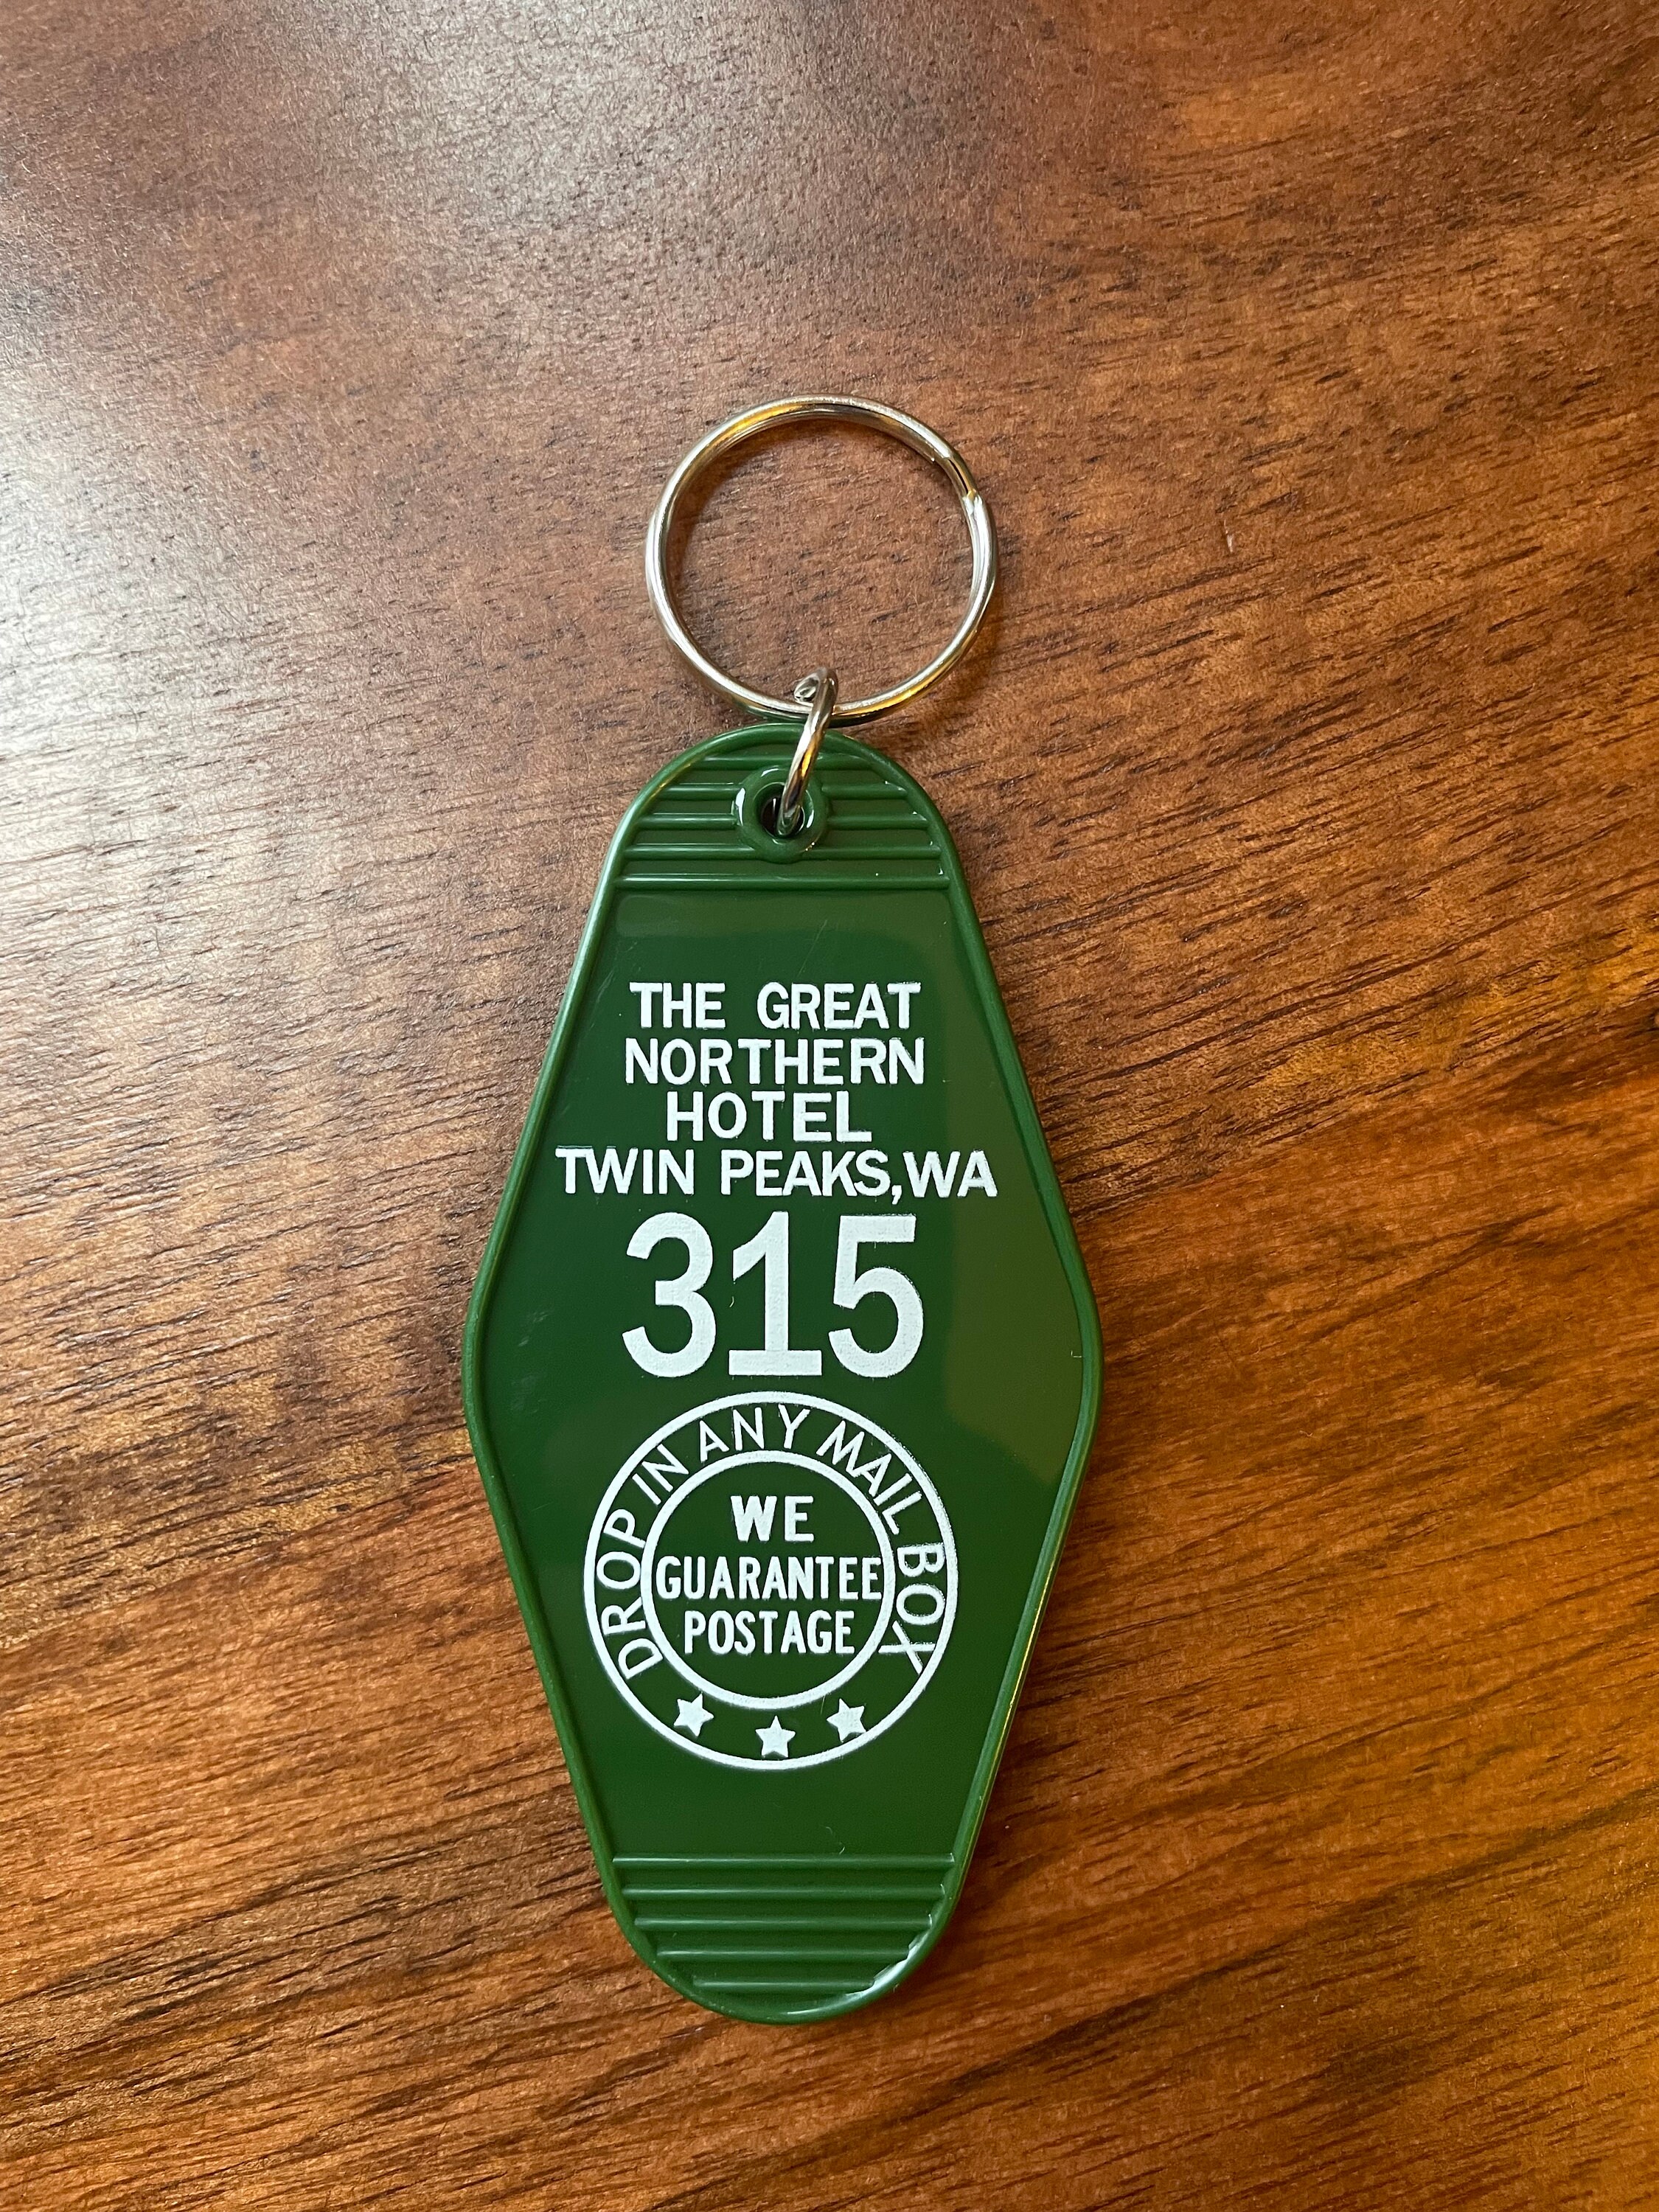 THE GREAT
NORTHERN
HOTEL
TWIN PEAKS,WA
315
DROP IN ANY MAIL BOX
WE
GUARANTEE
POSTAGE